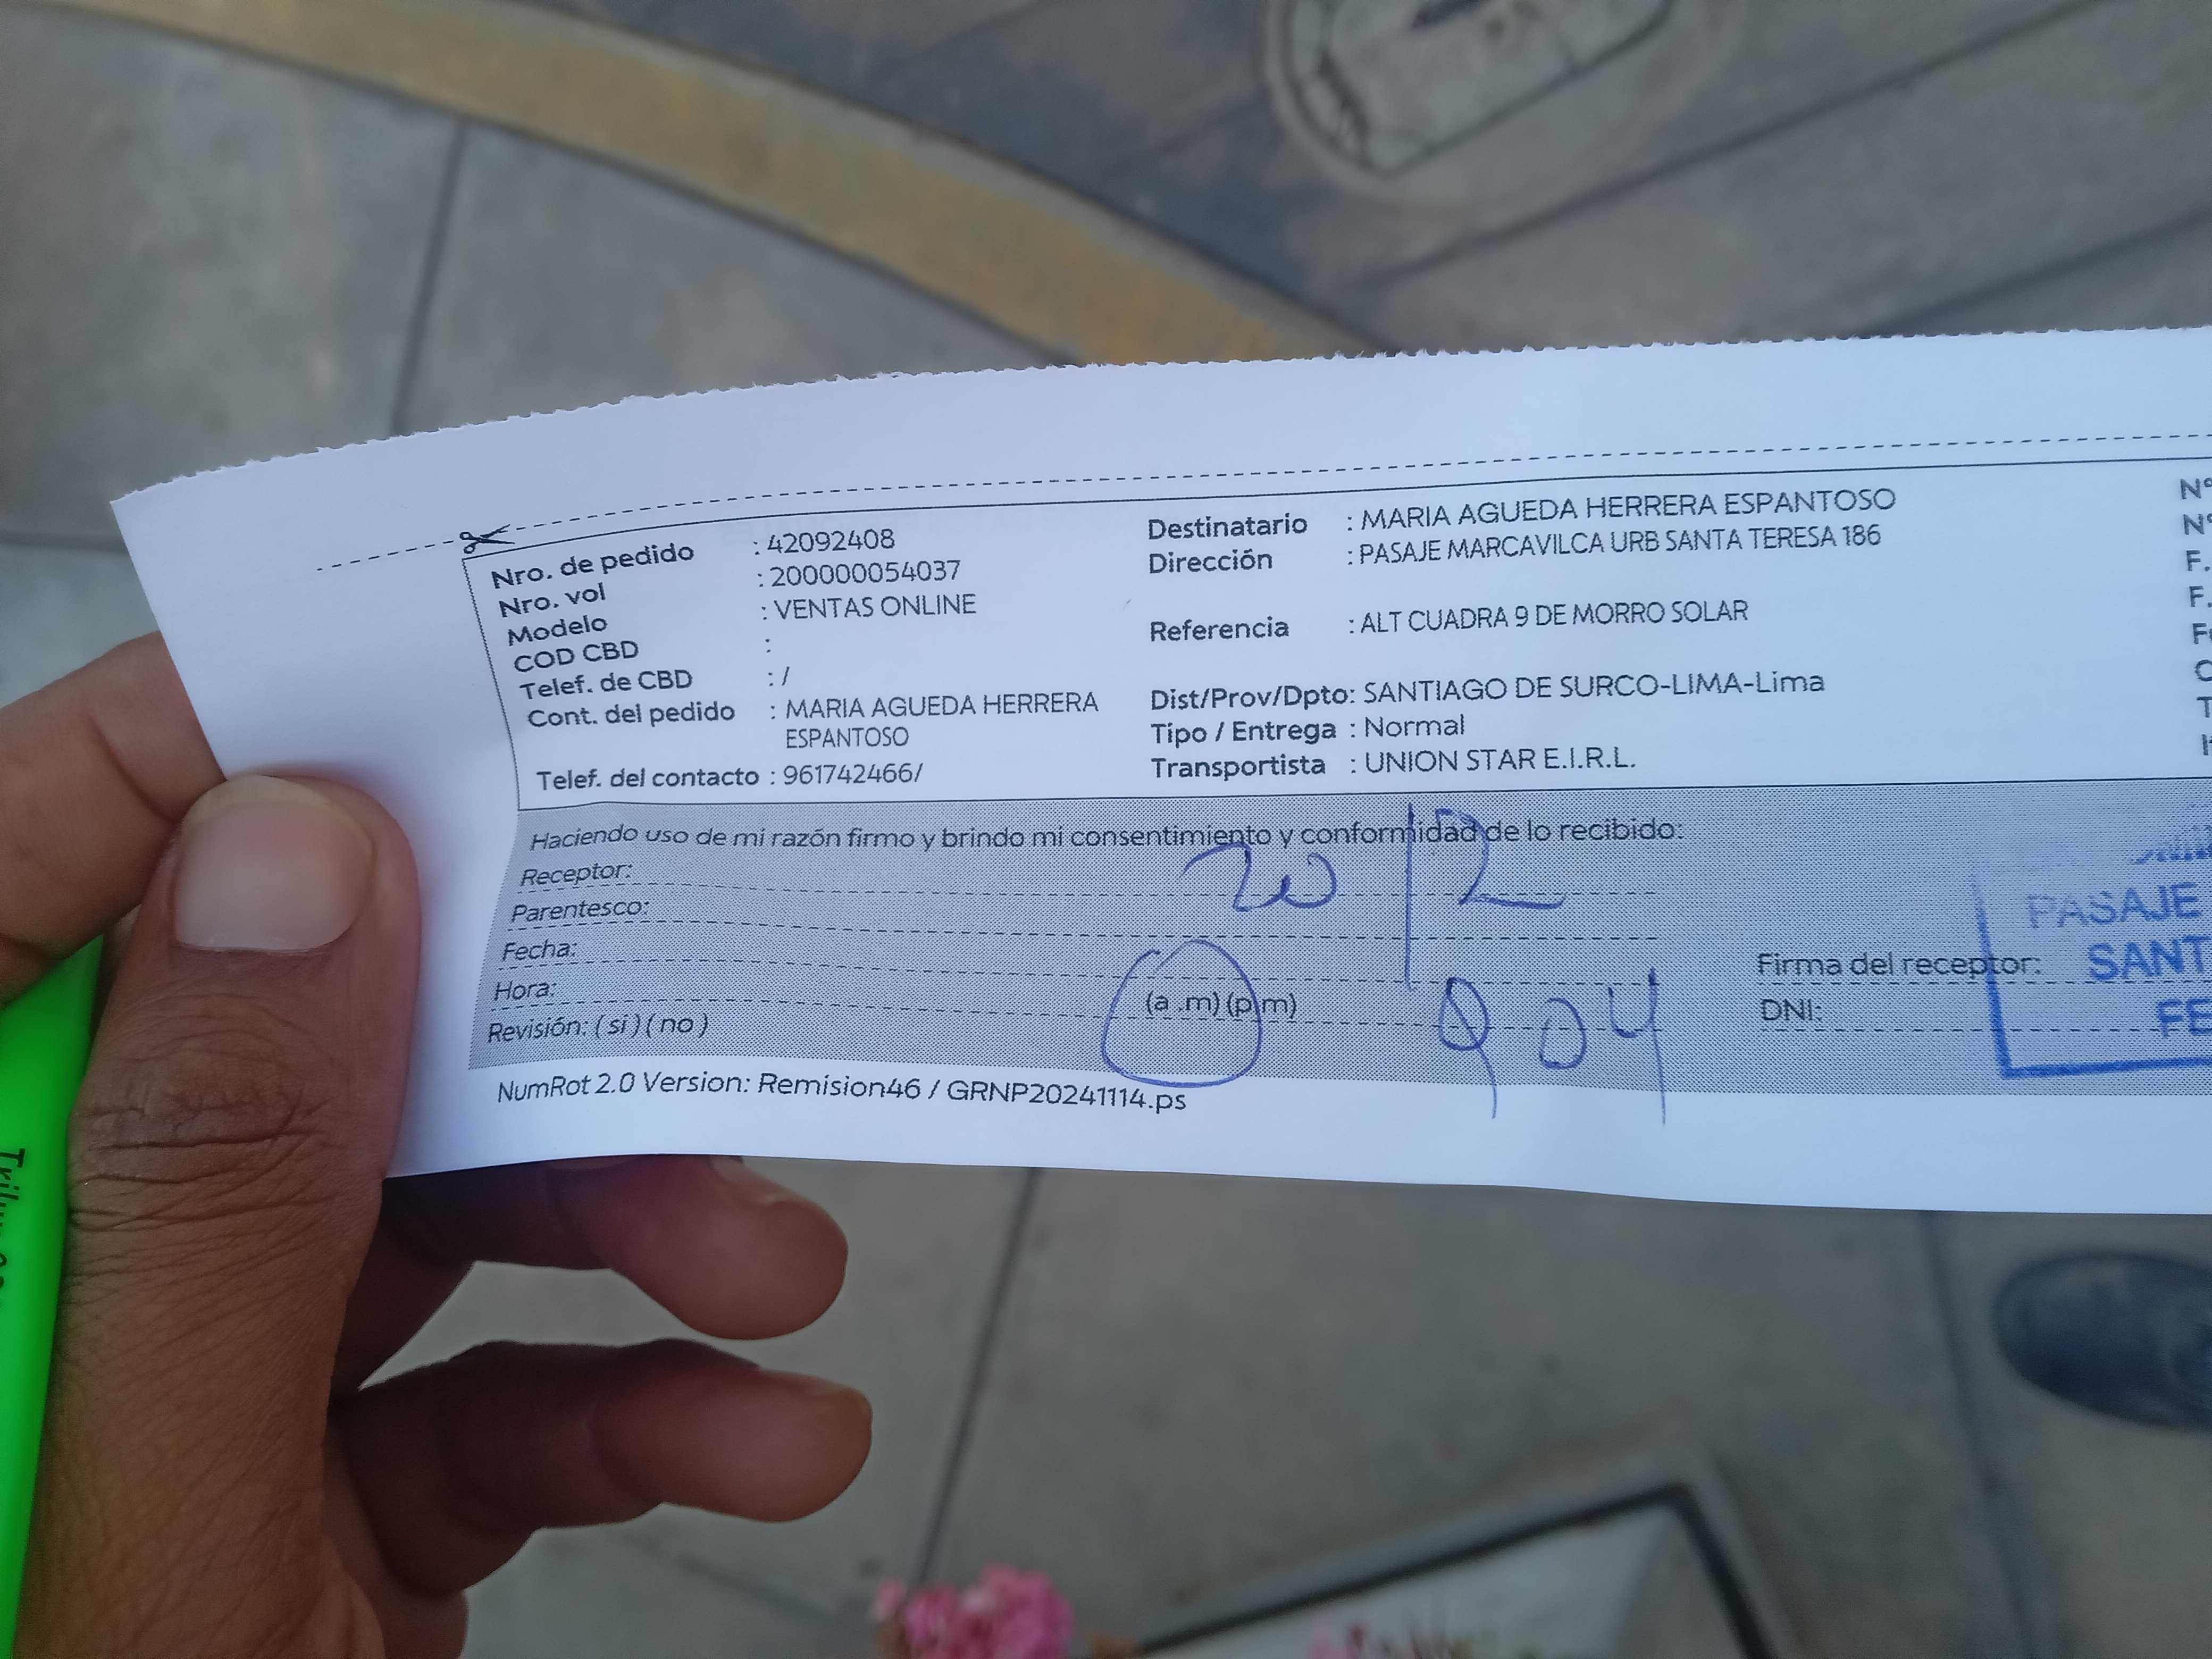 Nro. de pedido : 42092408
Nro. vol : 200000054037
Modelo : VENTAS ONLINE
COD CBD :
Telef. de CBD : /
Cont. del pedido : MARIA AGUEDA HERRERA
ESPANTOSO
Telef. del contacto : 961742466/
Destinatario : MARIA AGUEDA HERRERA ESPANTOSO
Dirección : PASAJE MARCAVILCA URB SANTA TERESA 186
Referencia : ALT CUADRA 9 DE MORRO SOLAR
Dist/Prov/Dpto: SANTIAGO DE SURCO-LIMA-Lima
Tipo / Entrega : Normal
Transportista : UNION STAR E.I.R.L.
N°
N°
F.
F.
Haciendo uso de mi razón firmo y brindo mi consentimiento y conformidad de lo recibido:
Receptor:
20 12
Parentesco:
Fecha:
Hora: (a .m) (p.m)
904
Revisión: ( si ) ( no )
Firma del receptor:
DNI:
PASAJE
SANT
FE
NumRot 2.0 Version: Remision46 / GRNP20241114.ps